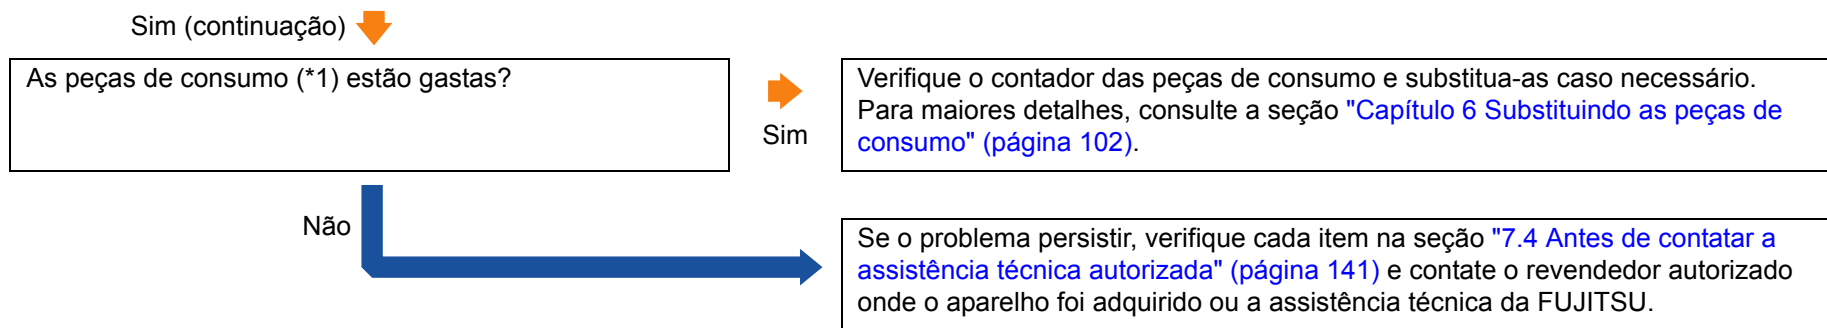 Sim (continuação)
As peças de consumo (*1) estão gastas?
Sim
Verifique o contador das peças de consumo e substitua-as caso necessário.
Para maiores detalhes, consulte a seção "Capítulo 6 Substituindo as peças de
consumo" (página 102).
Não
Se o problema persistir, verifique cada item na seção "7.4 Antes de contatar a
assistência técnica autorizada" (página 141) e contate o revendedor autorizado
onde o aparelho foi adquirido ou a assistência técnica da FUJITSU.